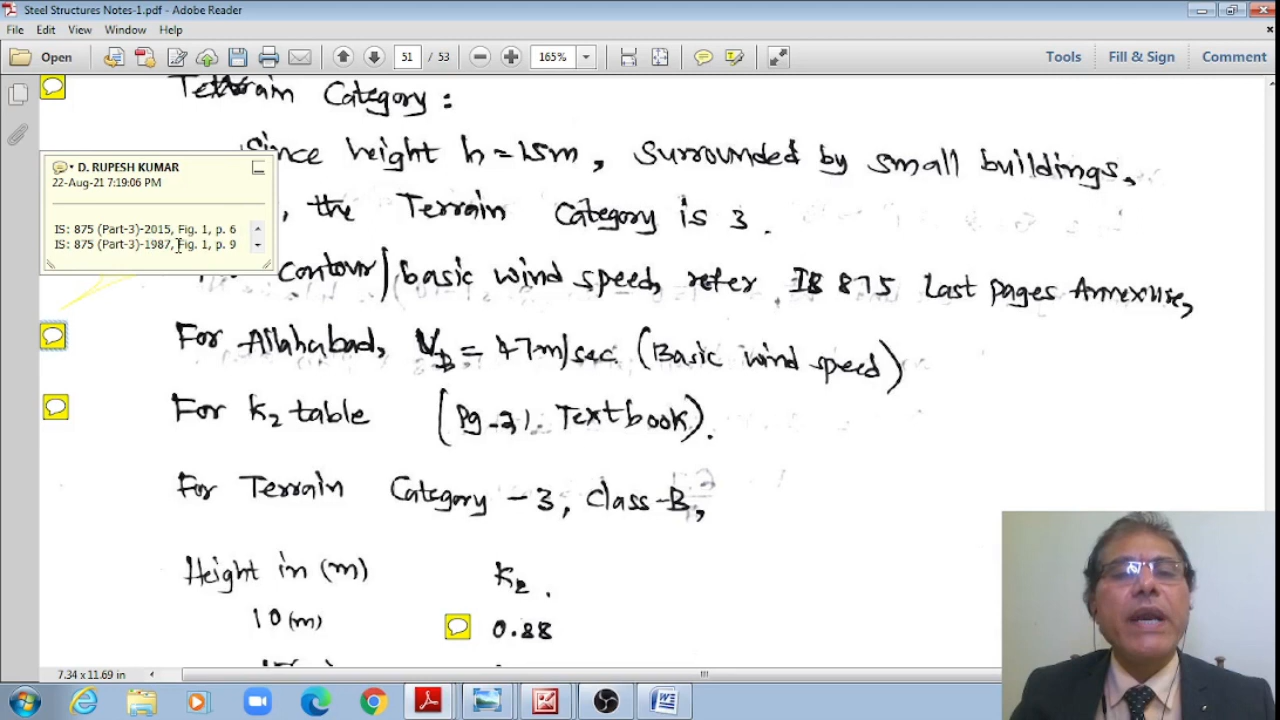 Steel Structures Notes-1.pdf - Adobe Reader
File Edit View Window Help
Open 51 / 53 165% Tools Fill & Sign Comment
Terrain Category :
Since height h = 15m, surrounded by small buildings,
D. RUPESH KUMAR
22-Aug-21 7:19:06 PM
, the Terrain Category is 3.
IS: 875 (Part-3)-2015, Fig. 1, p. 6
IS: 875 (Part-3)-1987, Fig. 1, p. 9
contour/basic wind speed, refer IS 875 Last pages Annexure,
For Allahabad, VB = 47m/sec (Basic wind speed)
For k2 table (Pg-31. Textbook).
For Terrain Category - 3, class-B,
Height in (m) k2.
10(m) 0.88
7.34 x 11.69 in